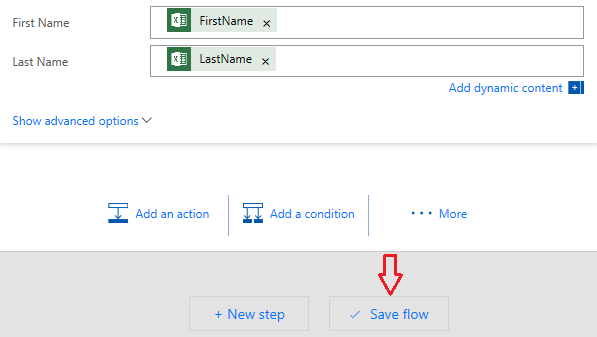 First Name FirstName ×
Last Name LastName ×
Add dynamic content +
Show advanced options
Add an action Add a condition ··· More
+ New step ✓ Save flow